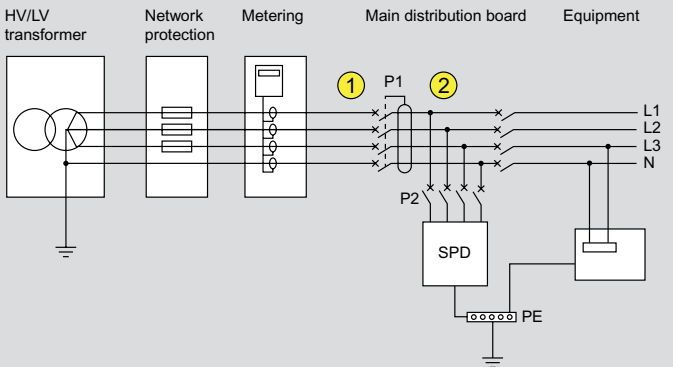 HV/LV
transformer
Network
protection
Metering
Main distribution board
Equipment
1
P1
2
L1
L2
L3
N
P2
SPD
PE